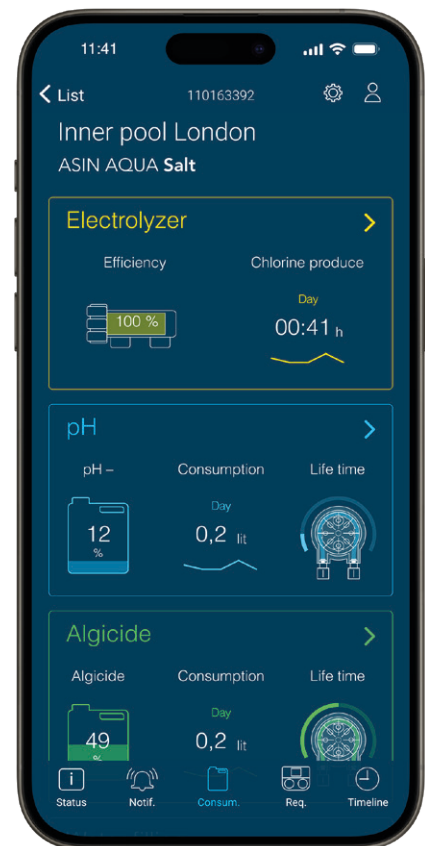 11:41
List 110163392
Inner pool London
ASIN AQUA Salt
Electrolyzer
Efficiency Chlorine produce
Day
100 %
00:41 h
pH
pH – Consumption Life time
Day
12
%
0,2 lit
Algicide
Algicide Consumption Life time
Day
49
%
0,2 lit
Status Notif. Consum. Req. Timeline